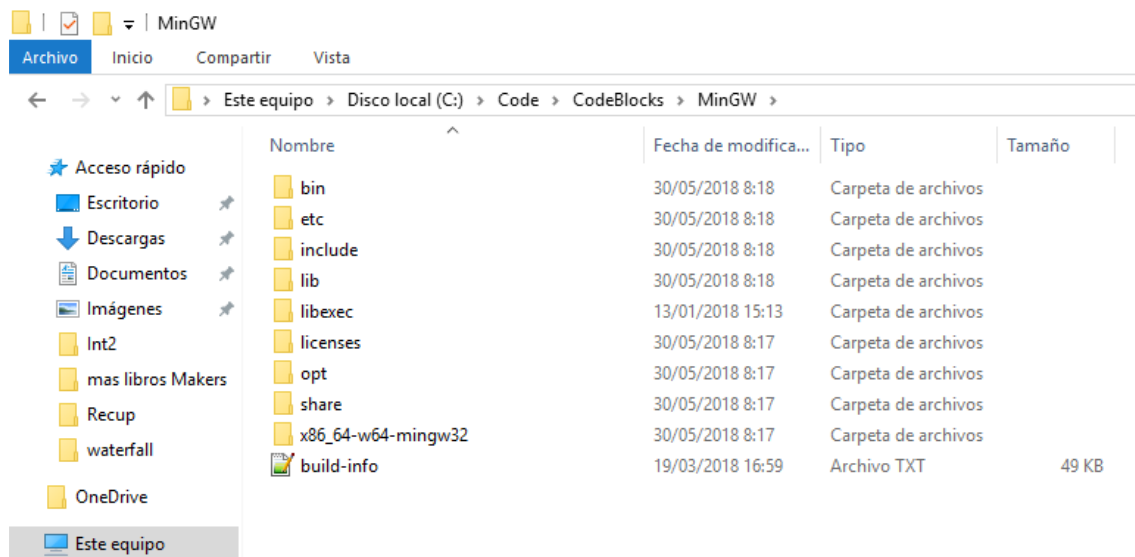 MinGW
Archivo Inicio Compartir Vista
Este equipo > Disco local (C:) > Code > CodeBlocks > MinGW >
Acceso rápido
Escritorio
Descargas
Documentos
Imágenes
Int2
mas libros Makers
Recup
waterfall
OneDrive
Este equipo
Nombre Fecha de modifica... Tipo Tamaño
bin 30/05/2018 8:18 Carpeta de archivos
etc 30/05/2018 8:18 Carpeta de archivos
include 30/05/2018 8:18 Carpeta de archivos
lib 30/05/2018 8:18 Carpeta de archivos
libexec 13/01/2018 15:13 Carpeta de archivos
licenses 30/05/2018 8:17 Carpeta de archivos
opt 30/05/2018 8:17 Carpeta de archivos
share 30/05/2018 8:17 Carpeta de archivos
x86_64-w64-mingw32 30/05/2018 8:17 Carpeta de archivos
build-info 19/03/2018 16:59 Archivo TXT 49 KB